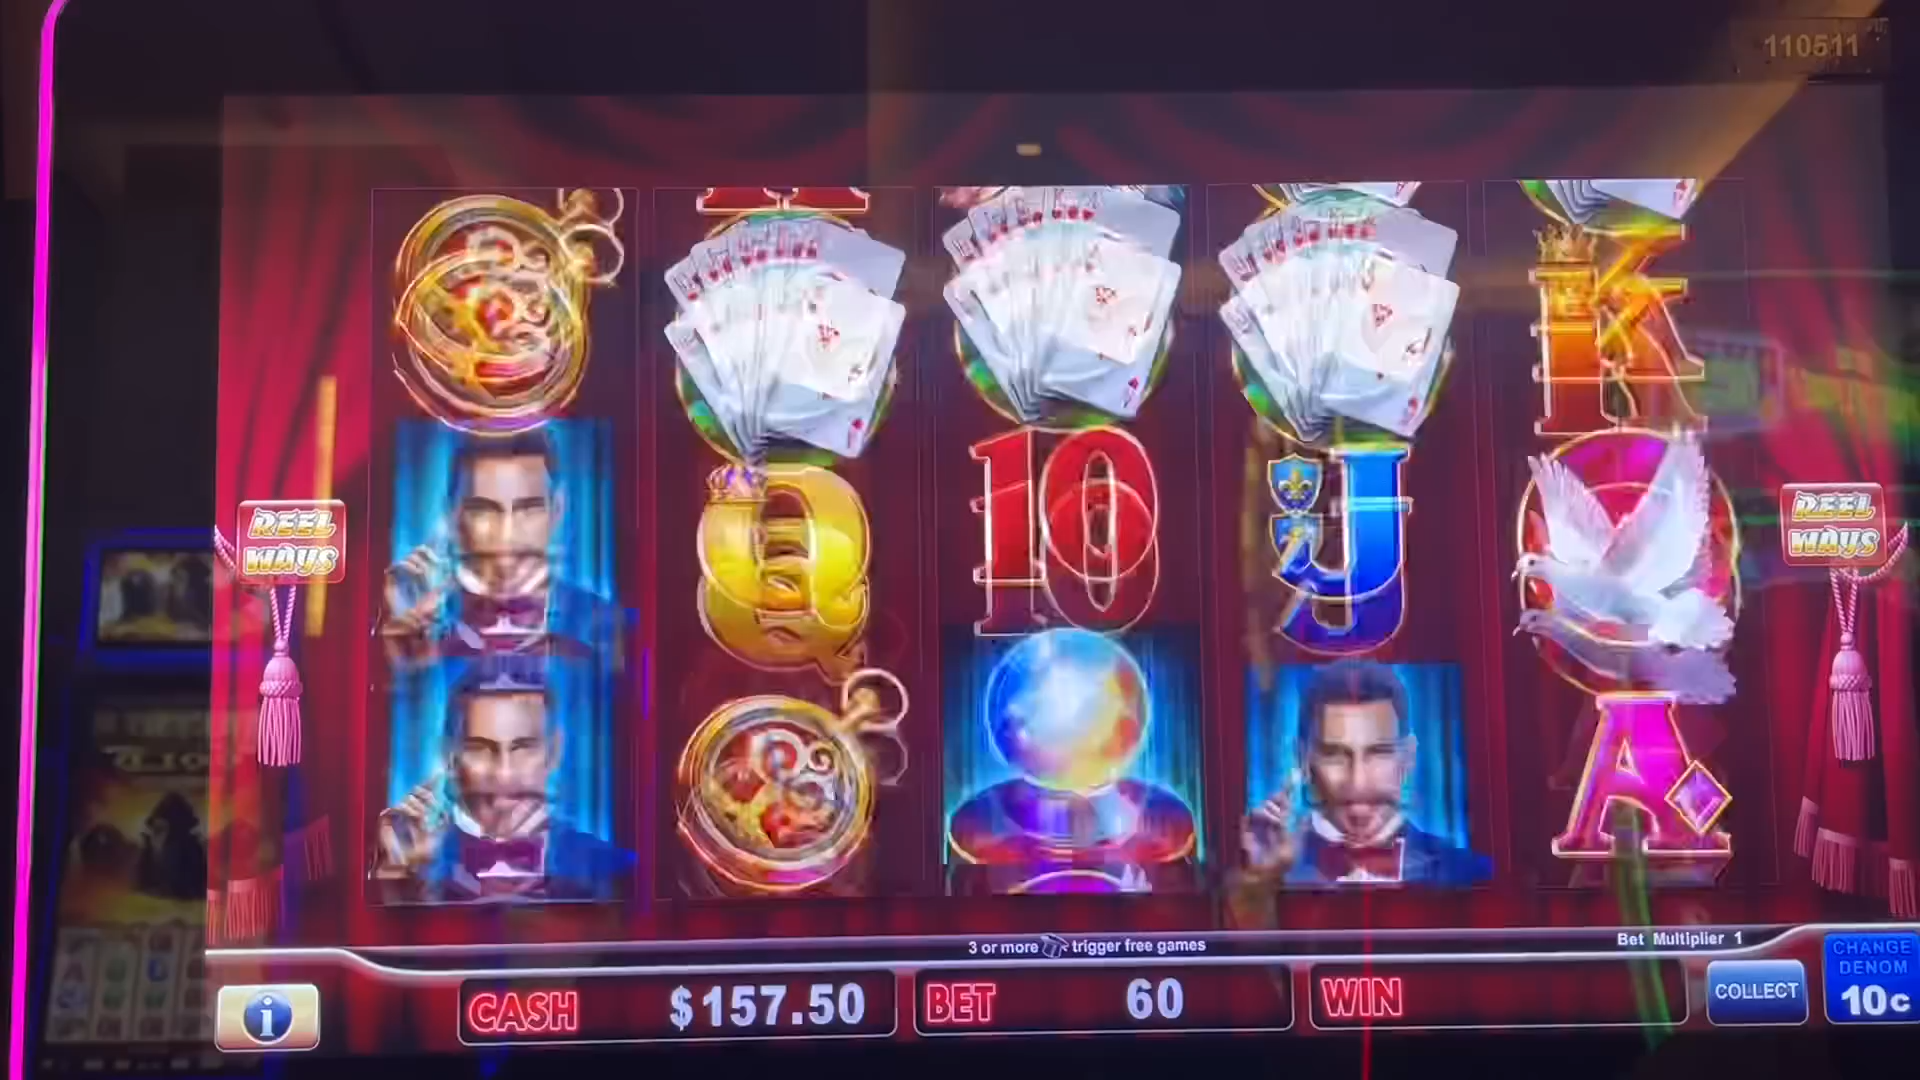 110511
K
REEL
WAYS
Q
10
J
REEL
WAYS
A
3 or more trigger free games
Bet Multiplier 1
i
CASH $157.50
BET 60
WIN
COLLECT
CHANGE
DENOM
10c